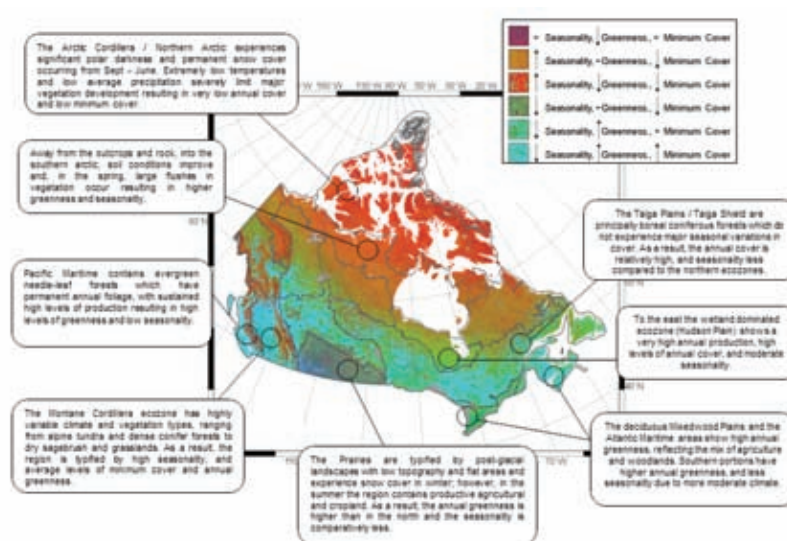 The Arctic Cordillera / Northern Arctic experiences
significant polar darkness and permanent snow cover
occurring from Sept - June. Extremely low temperatures
and low average precipitation severely limit major
vegetation development resulting in very low annual cover
and low minimum cover.
= Seasonality, Greenness, = Minimum Cover
Seasonality, = Greenness, Minimum Cover
Seasonality, Greenness, Minimum Cover
Seasonality, = Greenness, Minimum Cover
Seasonality, Greenness, = Minimum Cover
Seasonality, Greenness, Minimum Cover
Away from the outcrops and rock, into the
southern arctic, soil conditions improve
and, in the spring, large flushes in
vegetation occur resulting in higher
greenness and seasonality.
The Taiga Plains / Taiga Shield are
principally boreal coniferous forests which do
not experience major seasonal variations in
cover. As a result, the annual cover is
relatively high, and seasonality less
compared to the northern ecozones.
Pacific Maritime contains evergreen
needle-leaf forests which have
permanent annual foliage, with sustained
high levels of production resulting in
high levels of greenness and low seasonality.
To the east the wetland dominated
ecozone (Hudson Plain) shows a
very high annual production, high
levels of annual cover, and moderate
seasonality.
The Montane Cordillera ecozone has highly
variable climate and vegetation types, ranging
from alpine tundra and dense conifer forests to
dry sagebrush and grasslands. As a result, the
region is typified by high seasonality, and
average levels of minimum cover and annual
greenness.
The Prairies are typified by post-glacial
landscapes with low topography and flat areas and
experience snow cover in winter; however, in the
summer the region contains productive agricultural
and cropland. As a result, the annual greenness is
higher than in the north and the seasonality is
comparatively less.
The deciduous Mixedwood Plains and the
Atlantic Maritime areas show high annual
greenness, reflecting the mix of agriculture
and woodlands. Southern portions have
higher annual greenness, and less
seasonality due to more moderate climate.